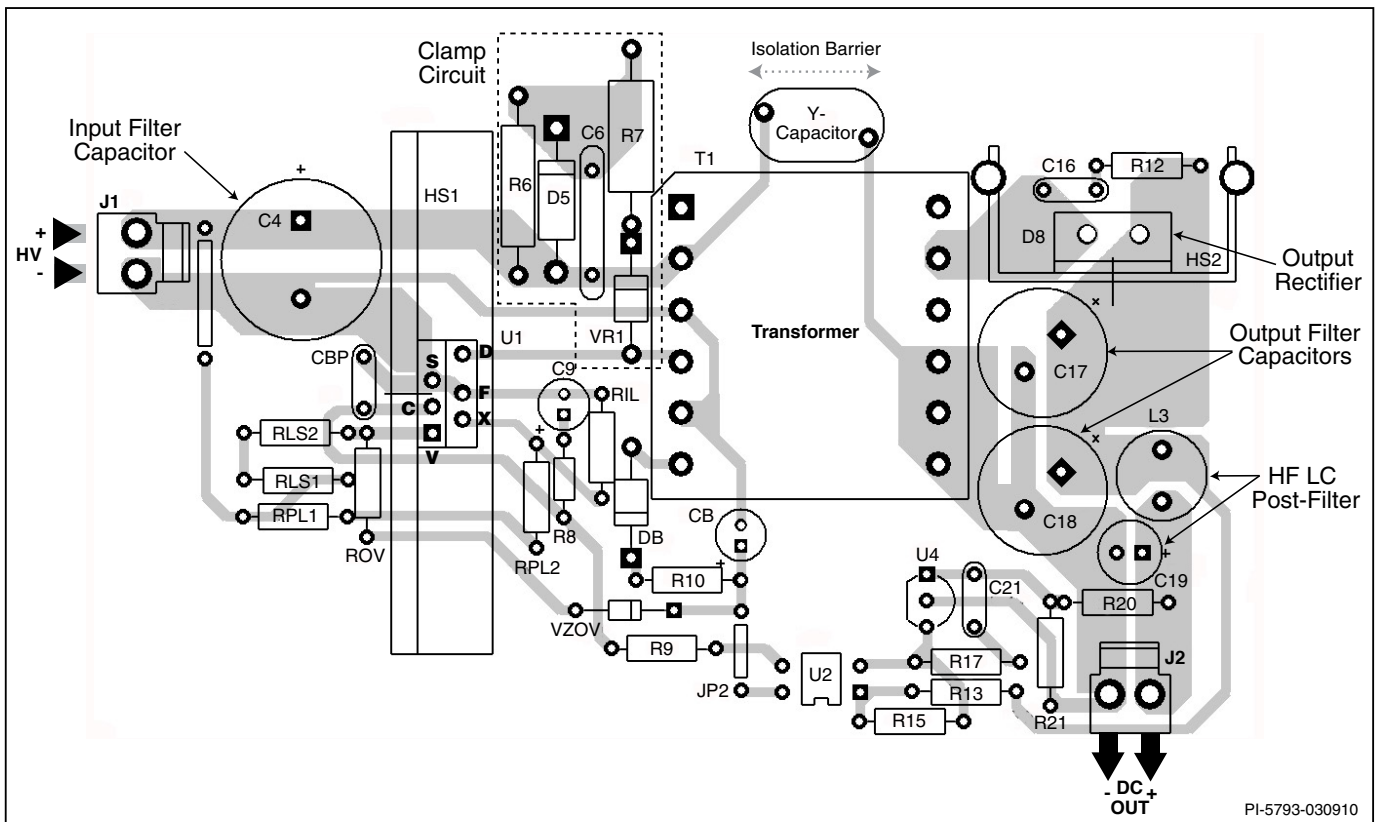 Clamp
Circuit
Isolation Barrier
Y-
Capacitor
Input Filter
Capacitor
+
C6
R7
T1
C16
R12
J1
HS1
R6
D5
C4
D8
HS2
Output
Rectifier
+
HV
-
Transformer
U1
VR1
x
Output Filter
Capacitors
CBP
S
D
C9
RIL
C17
F
C
X
L3
RLS2
+
V
x
HF LC
Post-Filter
RLS1
RPL1
C18
CB
ROV
RPL2
R8
DB
+
U4
+
C19
R10
C21
R20
VZOV
R9
R17
J2
JP2
U2
R13
R15
R21
- DC +
OUT
PI-5793-030910